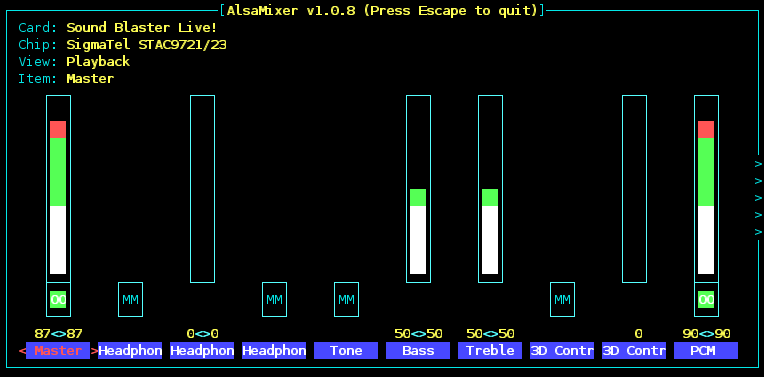 [AlsaMixer v1.0.8 (Press Escape to quit)]
Card: Sound Blaster Live!
Chip: SigmaTel STAC9721/23
View: Playback
Item: Master
>
>
>
>
>
OO MM MM MM MM OO
87<>87 0<>0 50<>50 50<>50 0 90<>90
< Master >Headphon Headphon Headphon Tone Bass Treble 3D Contr 3D Contr PCM